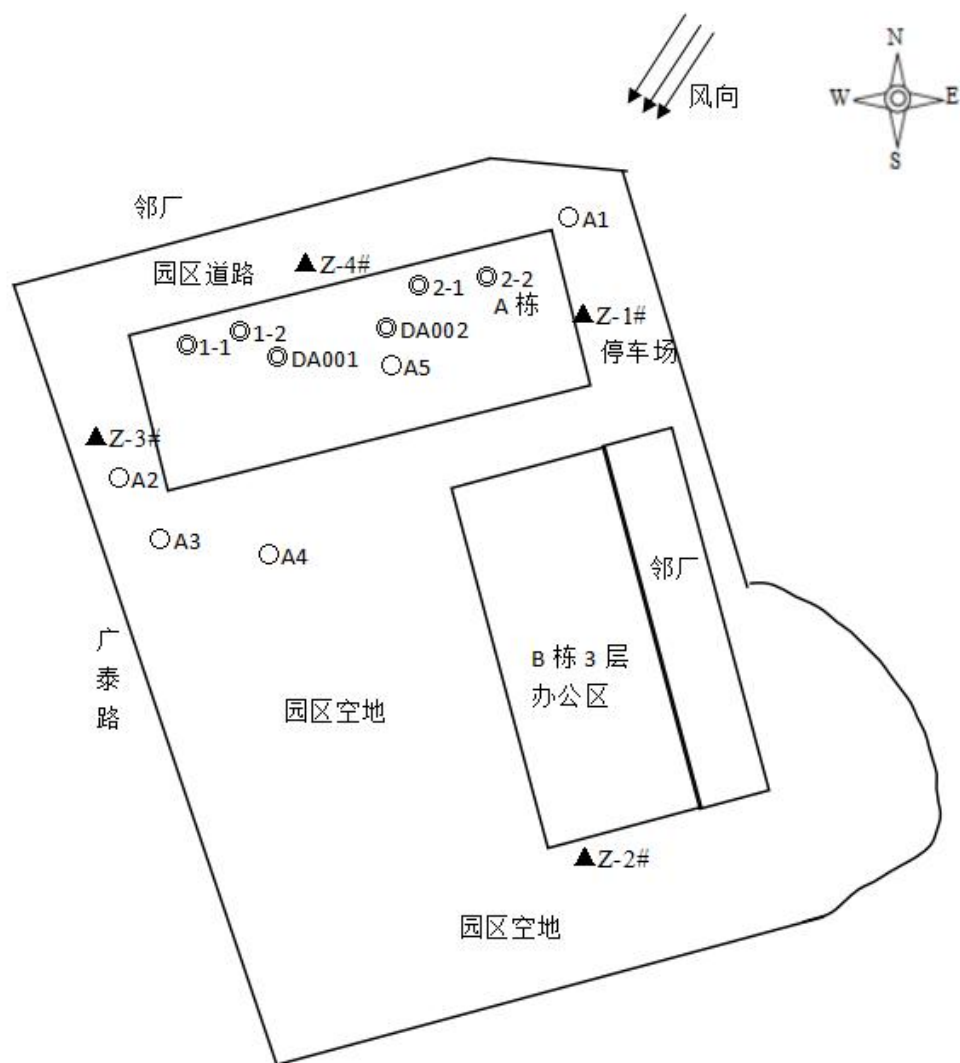 N
W
E
S
风向
邻厂
A1
园区道路
Z-4#
2-1
2-2
A 栋
Z-1#
停车场
1-1
1-2
DA001
DA002
A5
Z-3#
A2
A3
A4
邻厂
B 栋 3 层
办公区
广
泰
路
园区空地
Z-2#
园区空地